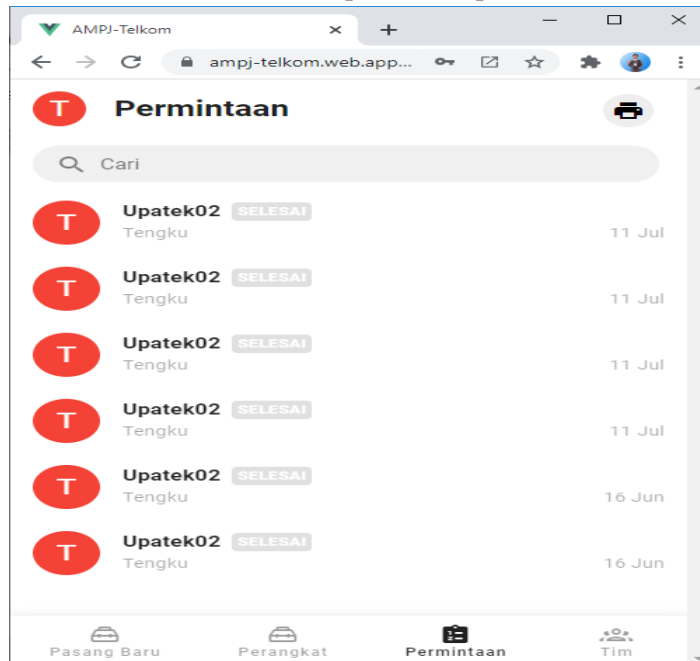 AMPJ-Telkom
ampj-telkom.web.app...
T Permintaan
Cari
T Upatek02 SELESAI
Tengku 11 Jul
T Upatek02 SELESAI
Tengku 11 Jul
T Upatek02 SELESAI
Tengku 11 Jul
T Upatek02 SELESAI
Tengku 11 Jul
T Upatek02 SELESAI
Tengku 16 Jun
T Upatek02 SELESAI
Tengku 16 Jun
Pasang Baru Perangkat Permintaan Tim